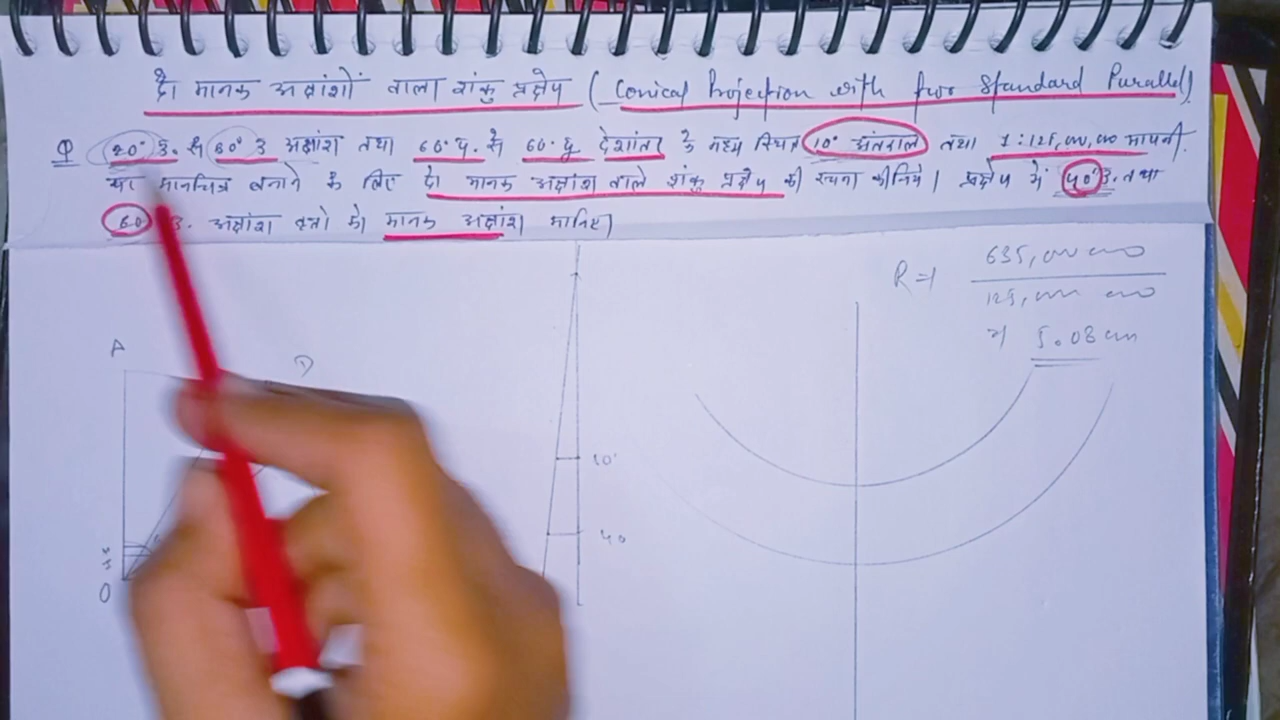 दो मानक अक्षांशों वाला शंकु प्रक्षेप (Conical Projection with two Standard Parallel)
Q 20° उ. से 80° उ अक्षांश तथा 60° प. से 60° पू देशांतर के मध्य स्थित 10° अंतराल तथा 1:125,000,000 मापनी.
का मानचित्र बनाने के लिए दो मानक अक्षांश वाले शंकु प्रक्षेप की रचना कीजिये। प्रक्षेप में 40° उ. तथा
60 उ. अक्षांश वृत्तों को मानक अक्षांश मानिए।
R = 635,000,000
125,000,000
= 5.08 cm
A
D
40
O